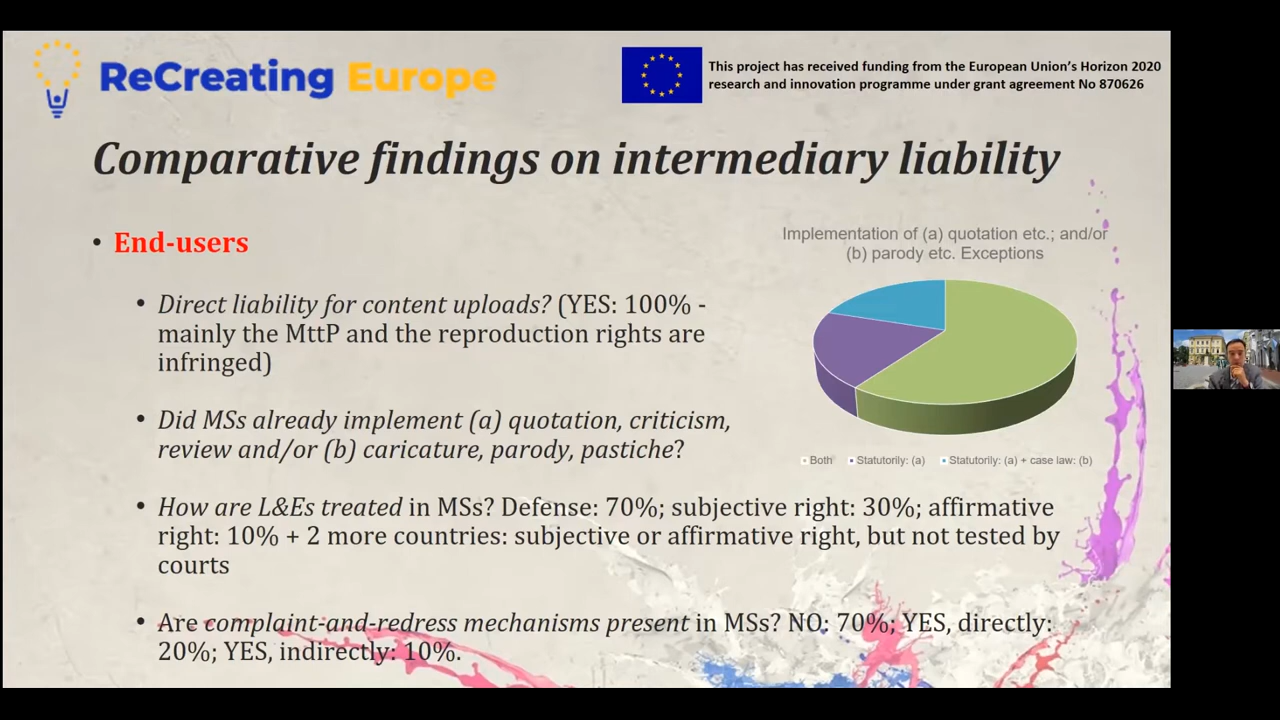 ReCreating Europe
This project has received funding from the European Union's Horizon 2020
research and innovation programme under grant agreement No 870626
Comparative findings on intermediary liability
• End-users
• Direct liability for content uploads? (YES: 100% -
mainly the MttP and the reproduction rights are
infringed)
• Did MSs already implement (a) quotation, criticism,
review and/or (b) caricature, parody, pastiche?
• How are L&Es treated in MSs? Defense: 70%; subjective right: 30%; affirmative
right: 10% + 2 more countries: subjective or affirmative right, but not tested by
courts
• Are complaint-and-redress mechanisms present in MSs? NO: 70%; YES, directly:
20%; YES, indirectly: 10%.
Implementation of (a) quotation etc.; and/or
(b) parody etc. Exceptions
Both Statutorily: (a) Statutorily: (a) + case law: (b)